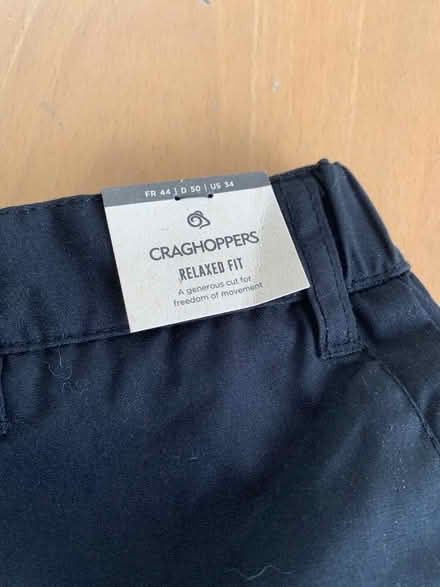 FR 44 | D 50 | US 34
CRAGHOPPERS
RELAXED FIT
A generous cut for
freedom of movement